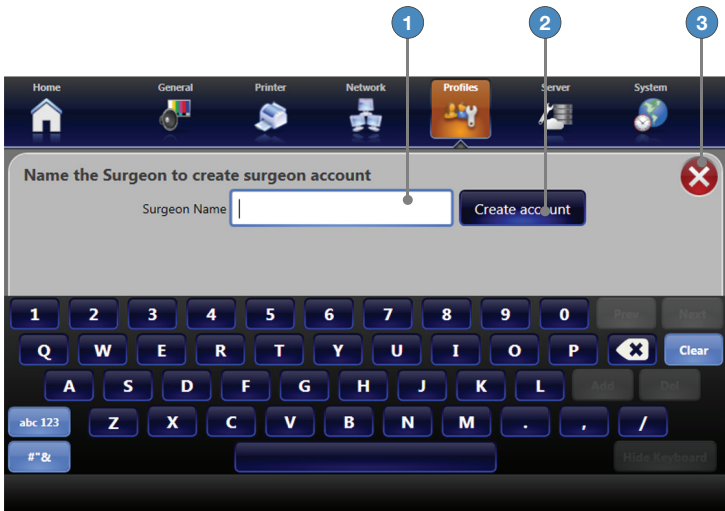 1 2 3
Home General Printer Network Profiles Server System
Name the Surgeon to create surgeon account
Surgeon Name Create account
1 2 3 4 5 6 7 8 9 0 Prev Next
Q W E R T Y U I O P Clear
A S D F G H J K L Add Del
abc 123 Z X C V B N M . , /
#"& Hide Keyboard